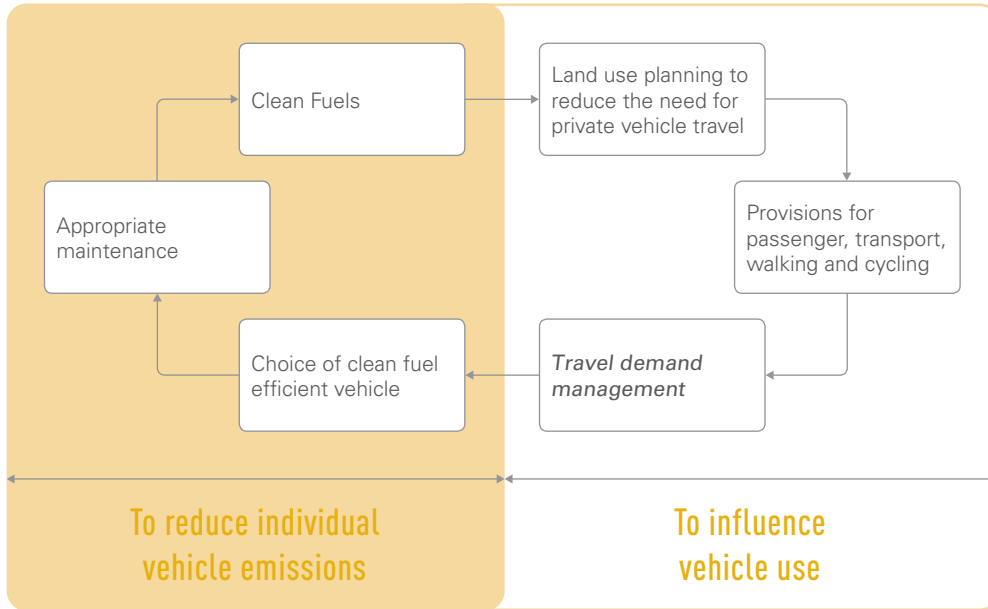 Clean Fuels
Land use planning to
reduce the need for
private vehicle travel
Appropriate
maintenance
Provisions for
passenger, transport,
walking and cycling
Choice of clean fuel
efficient vehicle
Travel demand
management
To reduce individual
vehicle emissions
To influence
vehicle use